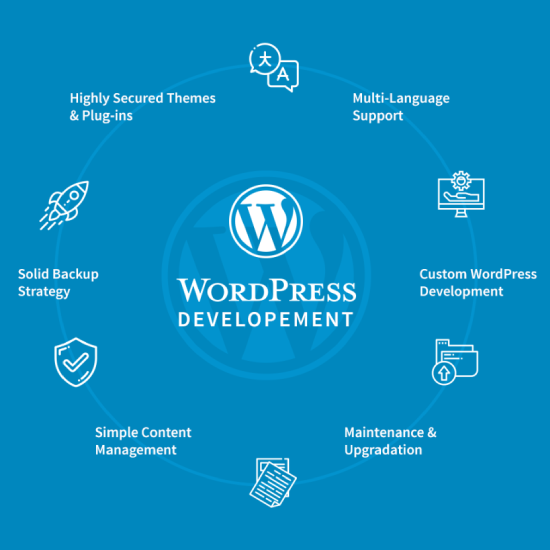 Highly Secured Themes
& Plug-ins
Multi-Language
Support
Solid Backup
Strategy
WORDPRESS
DEVELOPEMENT
Custom WordPress
Development
Simple Content
Management
Maintenance &
Upgradation
文
A
W